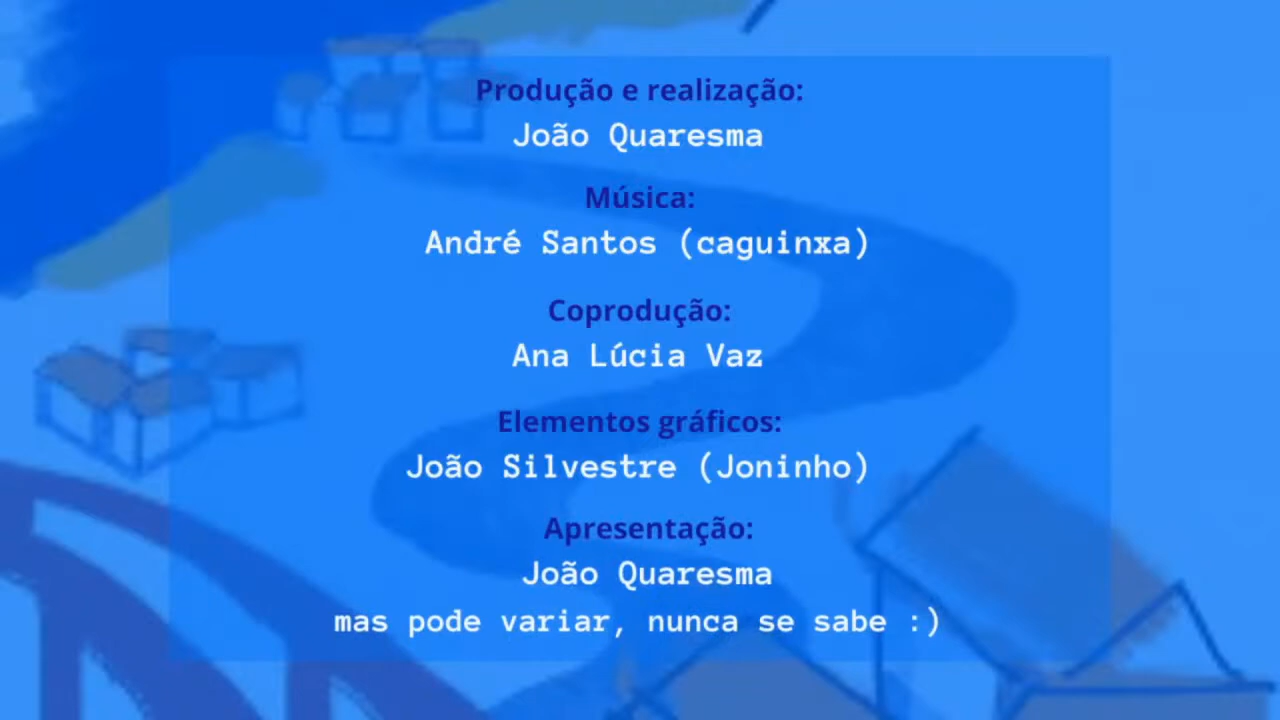 Produção e realização:
João Quaresma
Música:
André Santos (caguinxa)
Coprodução:
Ana Lúcia Vaz
Elementos gráficos:
João Silvestre (Joninho)
Apresentação:
João Quaresma
mas pode variar, nunca se sabe :)